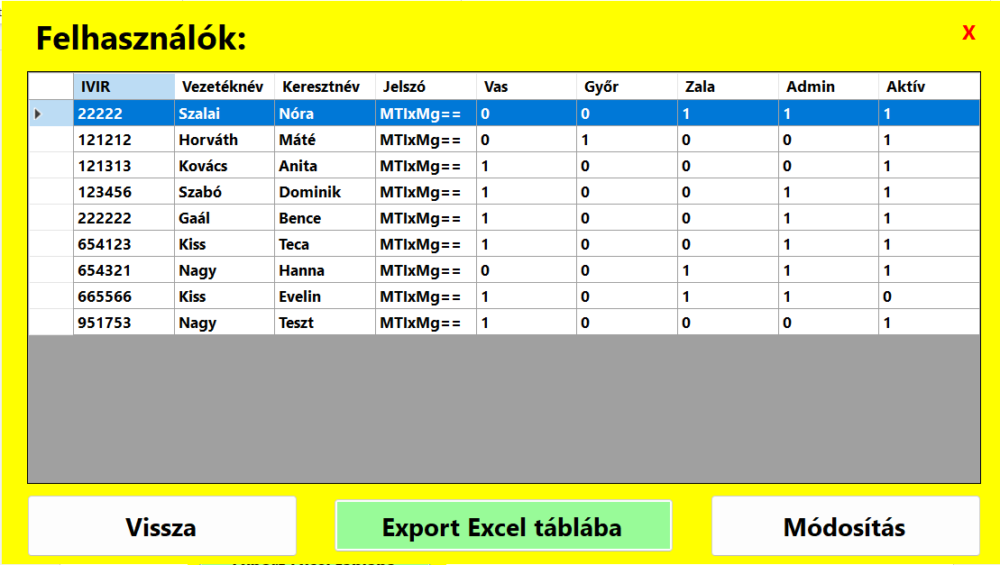 Felhasználók:
X
IVIR Vezetéknév Keresztnév Jelszó Vas Győr Zala Admin Aktív
22222 Szalai Nóra MTIxMg== 0 0 1 1 1
121212 Horváth Máté MTIxMg== 0 1 0 0 1
121313 Kovács Anita MTIxMg== 1 0 0 0 1
123456 Szabó Dominik MTIxMg== 1 0 0 1 1
222222 Gaál Bence MTIxMg== 1 0 0 1 1
654123 Kiss Teca MTIxMg== 1 0 0 1 1
654321 Nagy Hanna MTIxMg== 0 0 1 1 1
665566 Kiss Evelin MTIxMg== 1 0 1 1 0
951753 Nagy Teszt MTIxMg== 1 0 0 0 1
Vissza Export Excel táblába Módosítás